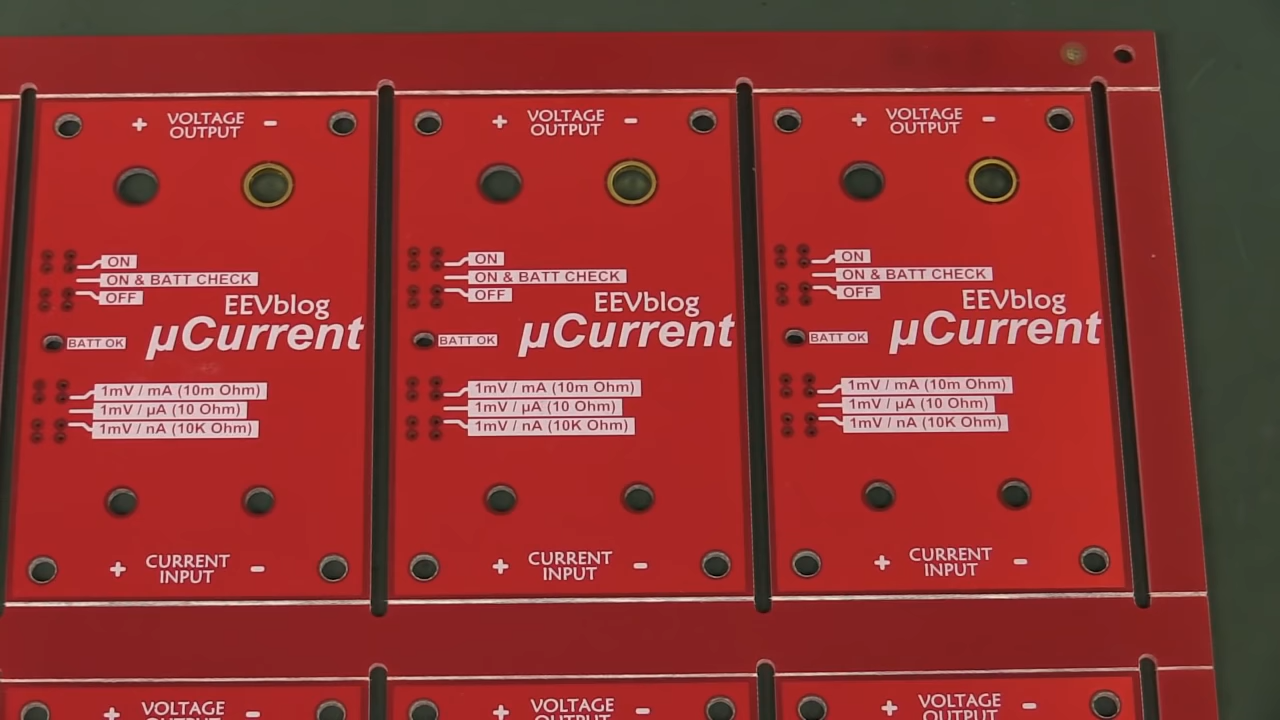 + VOLTAGE OUTPUT -
ON
ON & BATT CHECK
OFF
EEVblog
BATT OK
µCurrent
1mV / mA (10m Ohm)
1mV / µA (10 Ohm)
1mV / nA (10K Ohm)
+ CURRENT INPUT -
+ VOLTAGE OUTPUT -
ON
ON & BATT CHECK
OFF
EEVblog
BATT OK
µCurrent
1mV / mA (10m Ohm)
1mV / µA (10 Ohm)
1mV / nA (10K Ohm)
+ CURRENT INPUT -
+ VOLTAGE OUTPUT -
ON
ON & BATT CHECK
OFF
EEVblog
BATT OK
µCurrent
1mV / mA (10m Ohm)
1mV / µA (10 Ohm)
1mV / nA (10K Ohm)
+ CURRENT INPUT -
+ VOLTAGE OUTPUT -
+ VOLTAGE OUTPUT -
+ VOLTAGE OUTPUT -